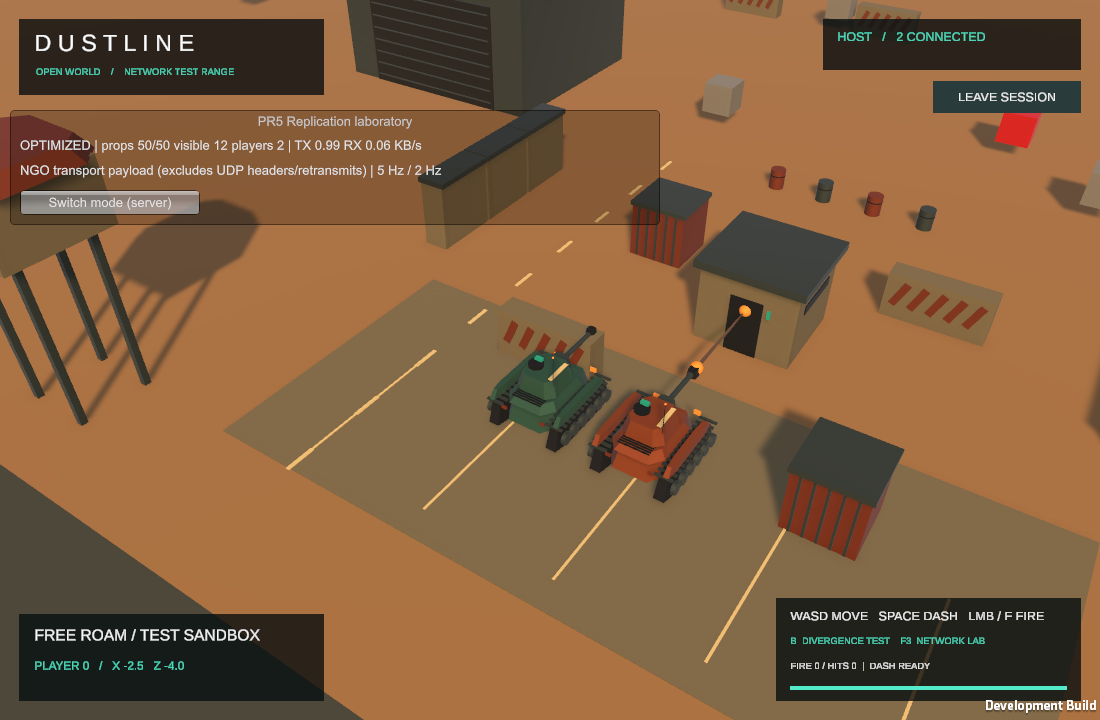 DUSTLINE
OPEN WORLD / NETWORK TEST RANGE
HOST / 2 CONNECTED
LEAVE SESSION
PR5 Replication laboratory
OPTIMIZED | props 50/50 visible 12 players 2 | TX 0.99 RX 0.06 KB/s
NGO transport payload (excludes UDP headers/retransmits) | 5 Hz / 2 Hz
Switch mode (server)
FREE ROAM / TEST SANDBOX
PLAYER 0 / X -2.5 Z -4.0
WASD MOVE SPACE DASH LMB / F FIRE
B DIVERGENCE TEST F3 NETWORK LAB
FIRE 0 / HITS 0 | DASH READY
Development Build